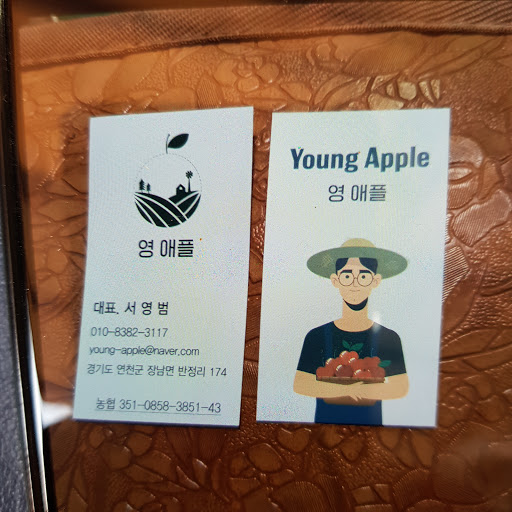 영 애플
대표. 서 영 범
010-8382-3117
young-apple@naver.com
경기도 연천군 장남면 반정리 174
농협 351-0858-3851-43
Young Apple
영 애플